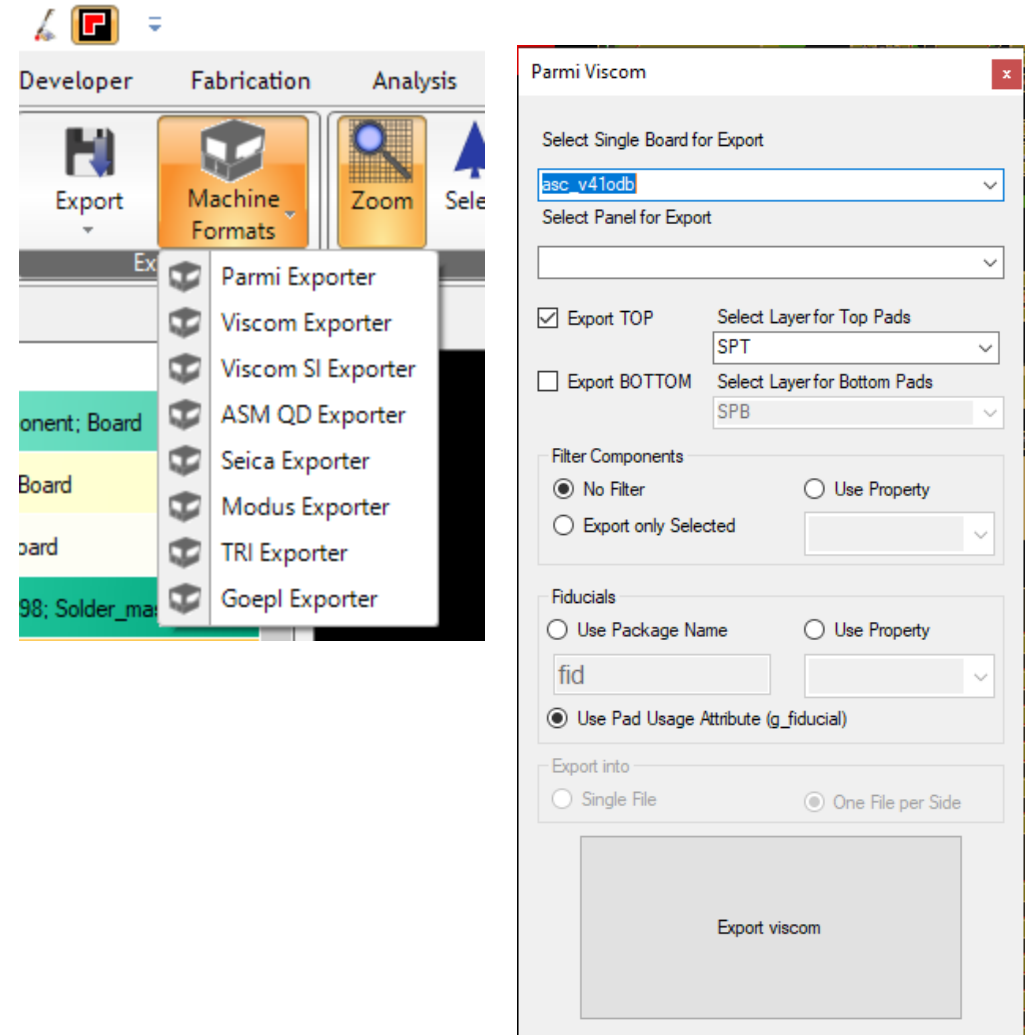 Developer Fabrication Analysis
Export Machine Formats Zoom Sele
Ex
Parmi Exporter
Viscom Exporter
Viscom SI Exporter
ASM QD Exporter
Seica Exporter
Modus Exporter
TRI Exporter
Goepl Exporter
onent; Board
Board
oard
98; Solder_ma
Parmi Viscom
x
Select Single Board for Export
asc_v41odb
Select Panel for Export
Export TOP Select Layer for Top Pads
SPT
Export BOTTOM Select Layer for Bottom Pads
SPB
Filter Components
No Filter Use Property
Export only Selected
Fiducials
Use Package Name Use Property
fid
Use Pad Usage Attribute (g_fiducial)
Export into
Single File One File per Side
Export viscom